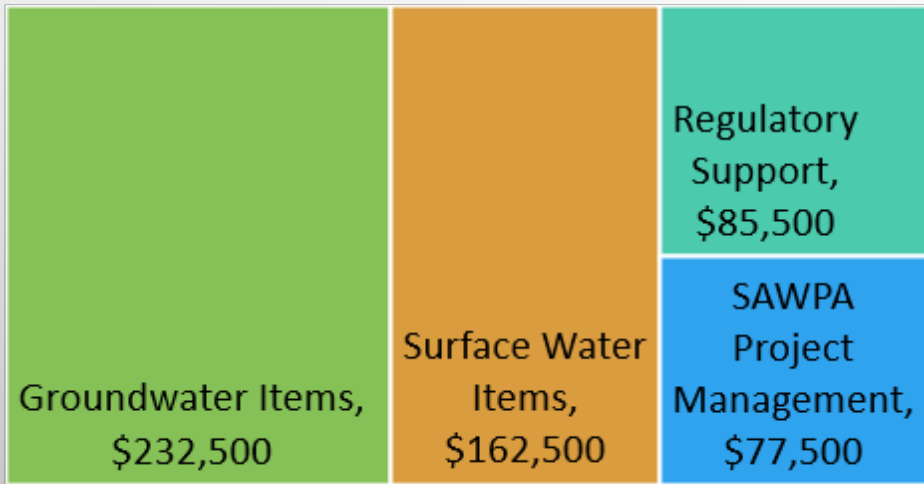 Groundwater Items,
$232,500
Surface Water
Items,
$162,500
Regulatory
Support,
$85,500
SAWPA
Project
Management,
$77,500